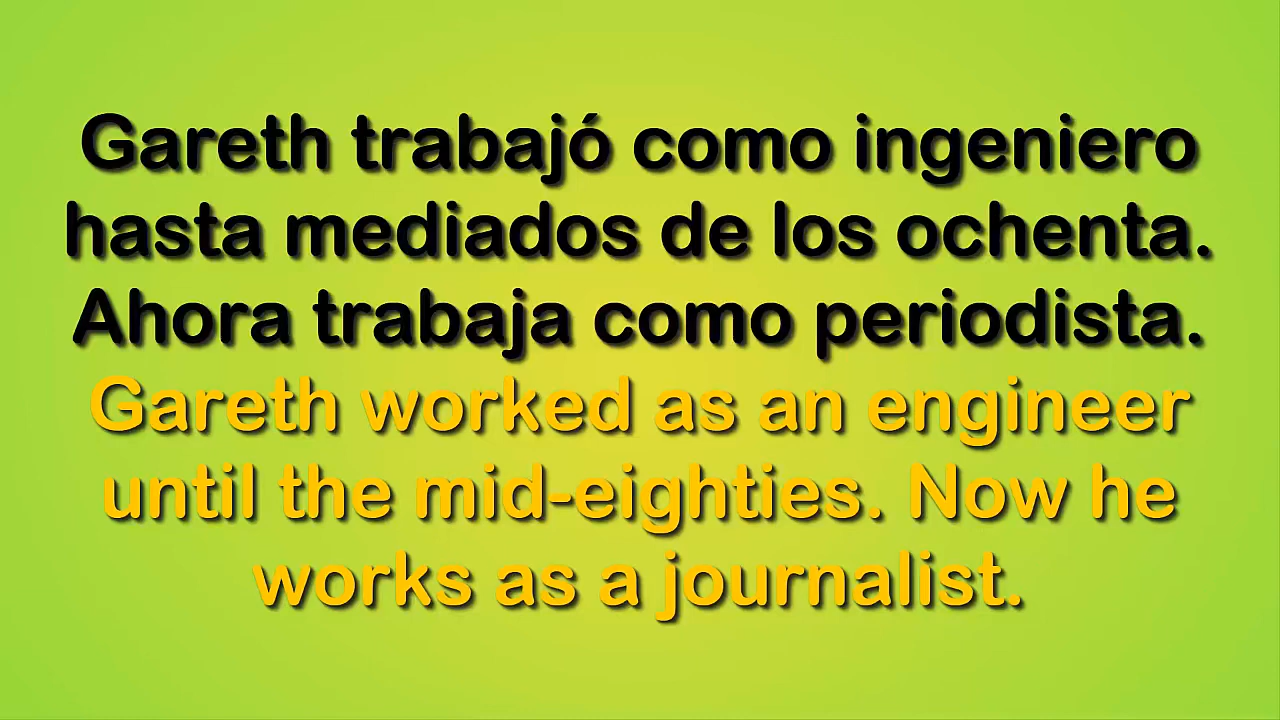 Gareth trabajó como ingeniero
hasta mediados de los ochenta.
Ahora trabaja como periodista.
Gareth worked as an engineer
until the mid-eighties. Now he
works as a journalist.